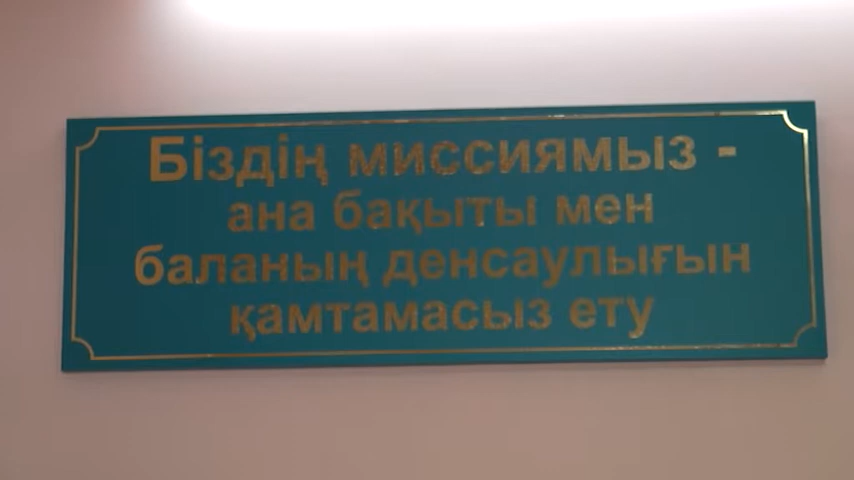 Біздің миссиямыз -
ана бақыты мен
баланың денсаулығын
қамтамасыз ету